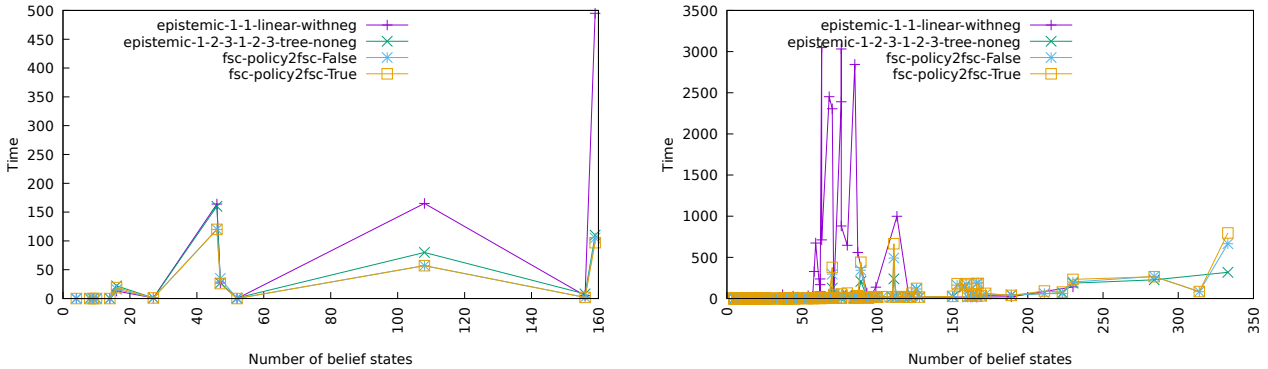 500
450
400
350
300
250
200
150
100
50
0
0 20 40 60 80 100 120 140 160
Time
Number of belief states
epistemic-1-1-linear-withneg
epistemic-1-2-3-1-2-3-tree-noneg
fsc-policy2fsc-False
fsc-policy2fsc-True
3500
3000
2500
2000
1500
1000
500
0
0 50 100 150 200 250 300 350
Time
Number of belief states
epistemic-1-1-linear-withneg
epistemic-1-2-3-1-2-3-tree-noneg
fsc-policy2fsc-False
fsc-policy2fsc-True